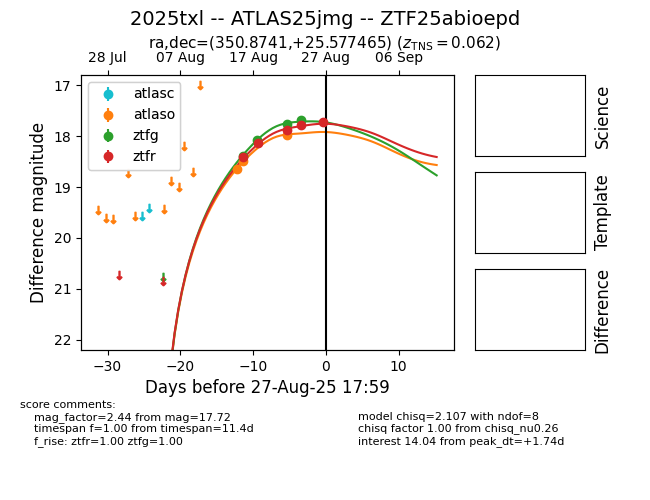 2025txl -- ATLAS25jmg -- ZTF25abioepd
ra,dec=(350.8741,+25.577465) (z_TNS = 0.062)
28 Jul 07 Aug 17 Aug 27 Aug 06 Sep
atlasc
atlaso
ztfg
ztfr
17
18
19
20
21
22
Difference magnitude
−30 −20 −10 0 10
Days before 27-Aug-25 17:59
Science
Template
Difference
score comments:
mag_factor=2.44 from mag=17.72
timespan f=1.00 from timespan=11.4d
f_rise: ztfr=1.00 ztfg=1.00
model chisq=2.107 with ndof=8
chisq factor 1.00 from chisq_nu0.26
interest 14.04 from peak_dt=+1.74d